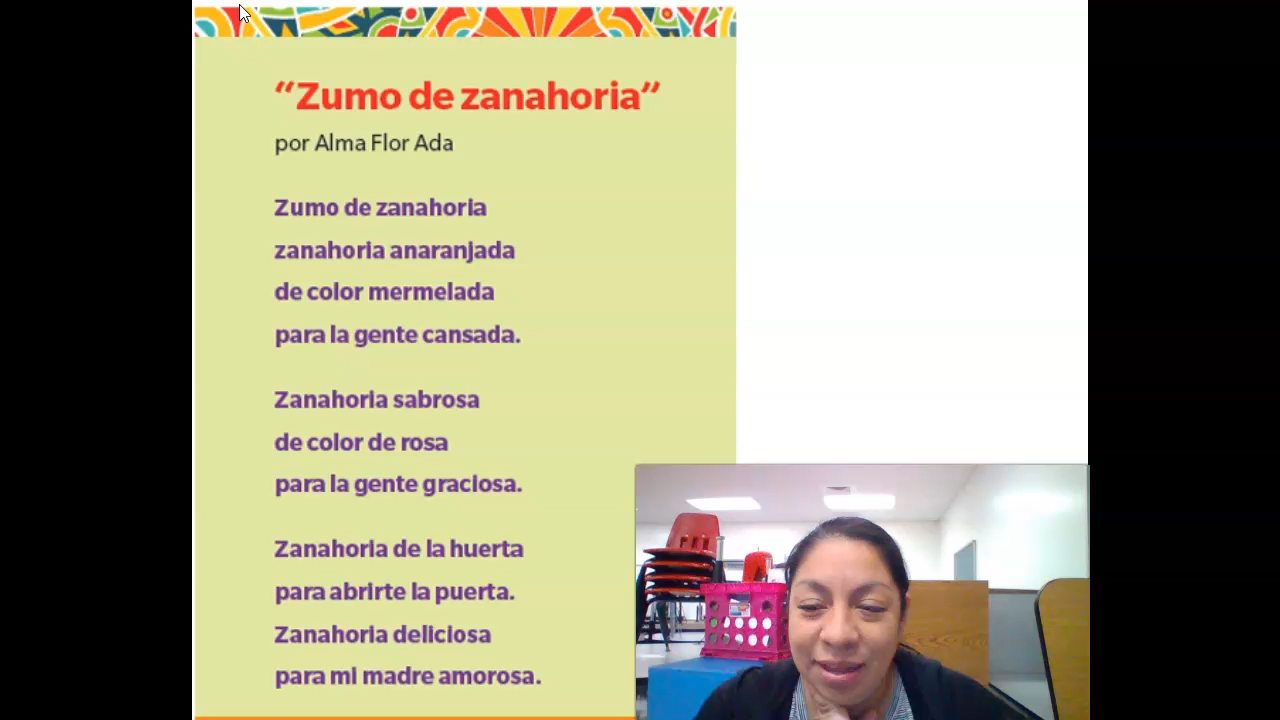 “Zumo de zanahoria”
por Alma Flor Ada
Zumo de zanahoria
zanahoria anaranjada
de color mermelada
para la gente cansada.
Zanahoria sabrosa
de color de rosa
para la gente graciosa.
Zanahoria de la huerta
para abrirte la puerta.
Zanahoria deliciosa
para mi madre amorosa.